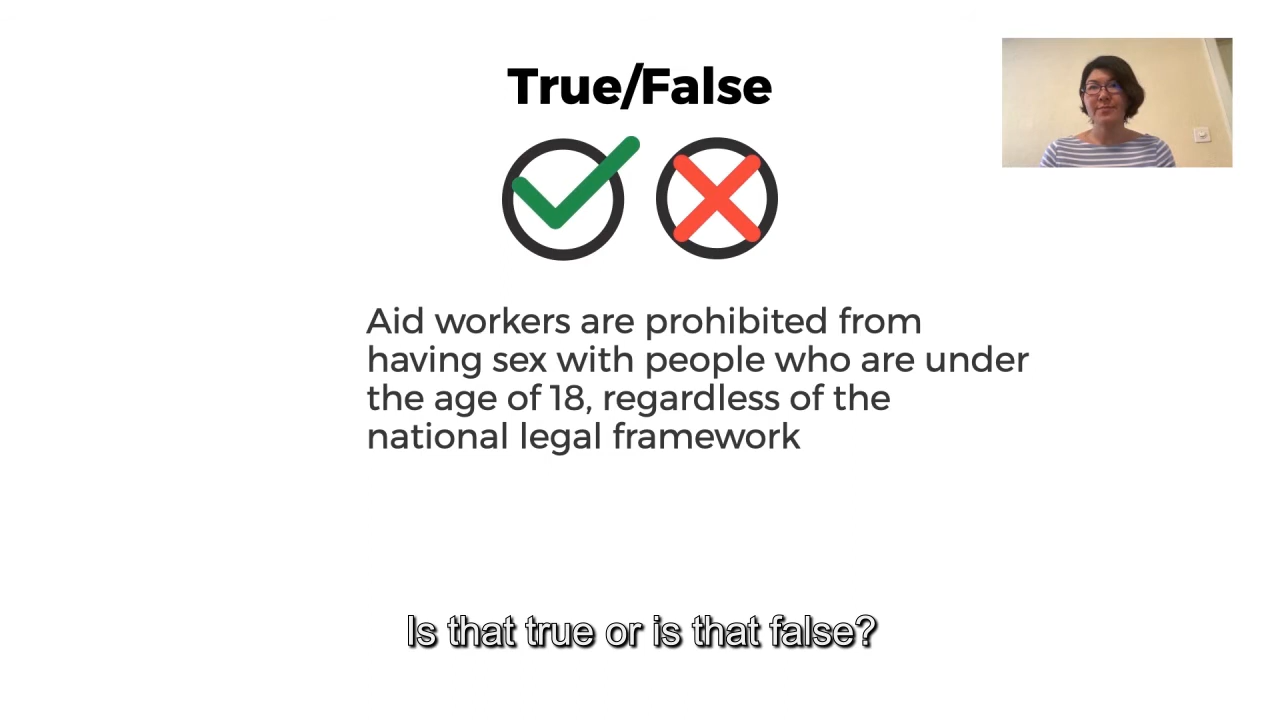 True/False
Aid workers are prohibited from
having sex with people who are under
the age of 18, regardless of the
national legal framework
Is that true or is that false?